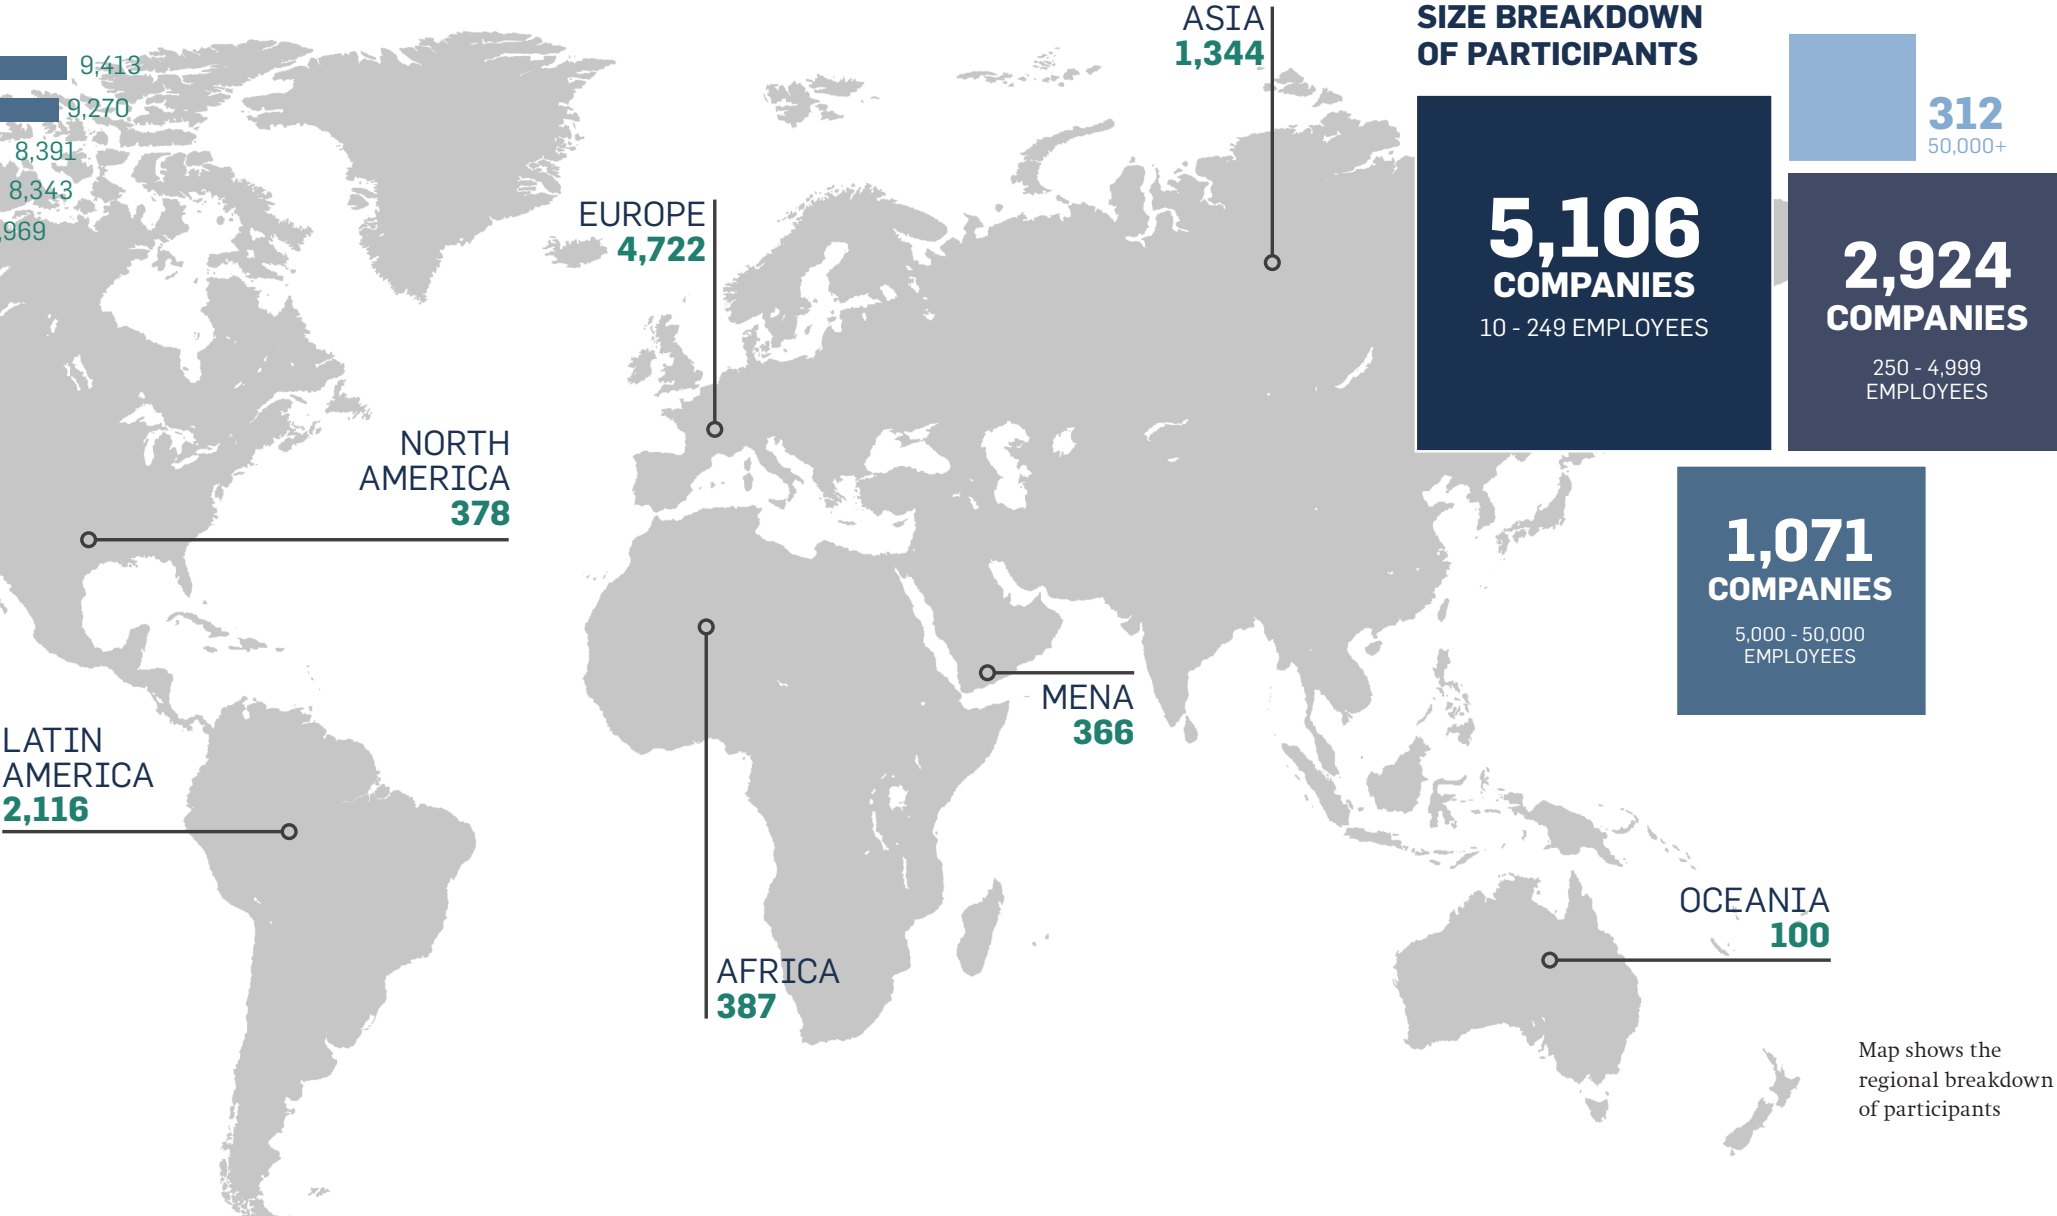 9,413
9,270
8,391
8,343
,969
ASIA
1,344
SIZE BREAKDOWN
OF PARTICIPANTS
312
50,000+
5,106
COMPANIES
10 - 249 EMPLOYEES
2,924
COMPANIES
250 - 4,999
EMPLOYEES
1,071
COMPANIES
5,000 - 50,000
EMPLOYEES
EUROPE
4,722
NORTH
AMERICA
378
MENA
366
LATIN
AMERICA
2,116
AFRICA
387
OCEANIA
100
Map shows the
regional breakdown
of participants